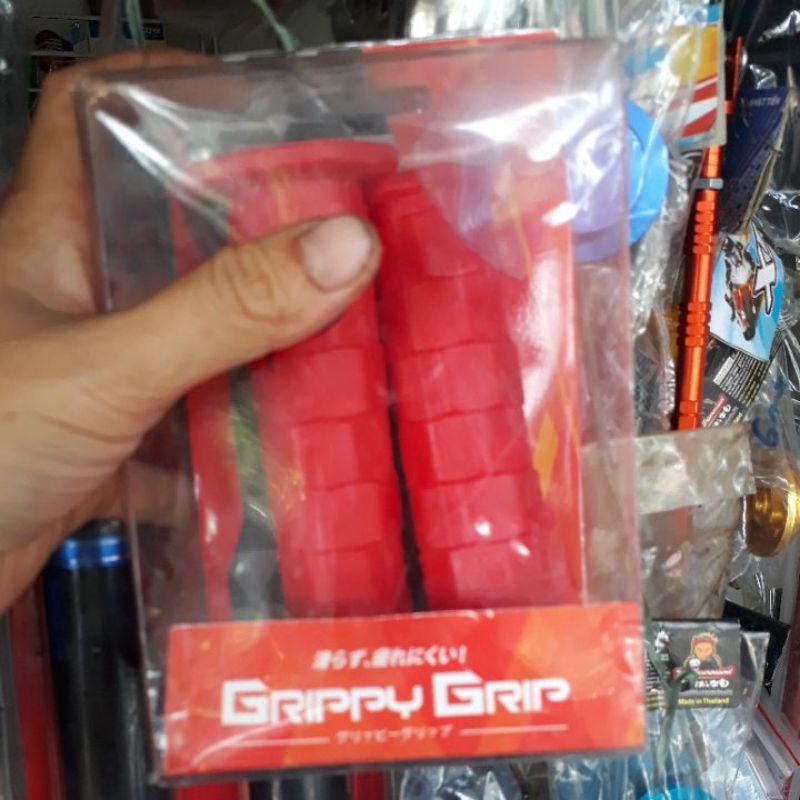 滑らず、疲れにくい!
GRIPPY GRIP
グリッピーグリップ
Made in Thailand